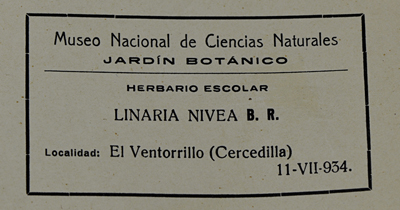 Museo Nacional de Ciencias Naturales
JARDÍN BOTÁNICO
HERBARIO ESCOLAR
LINARIA NIVEA B. R.
Localidad: El Ventorrillo (Cercedilla)
11-VII-934.